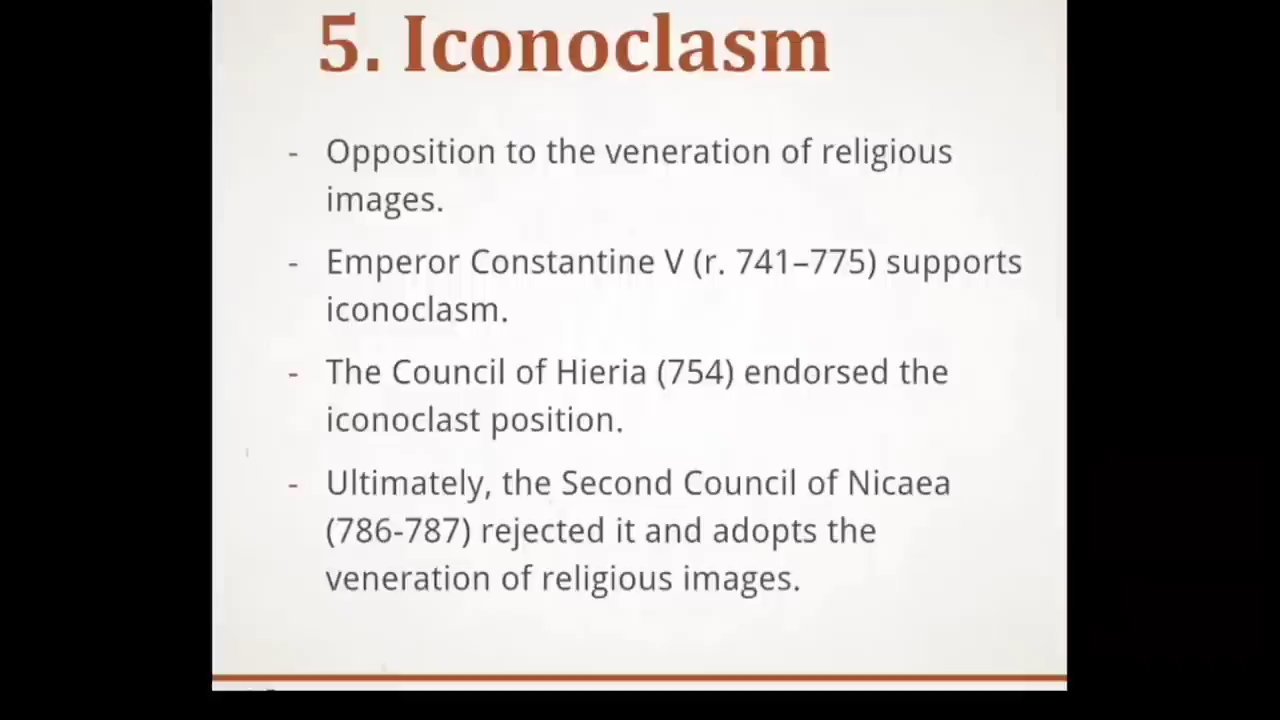 5. Iconoclasm
- Opposition to the veneration of religious
images.
- Emperor Constantine V (r. 741–775) supports
iconoclasm.
- The Council of Hieria (754) endorsed the
iconoclast position.
- Ultimately, the Second Council of Nicaea
(786-787) rejected it and adopts the
veneration of religious images.